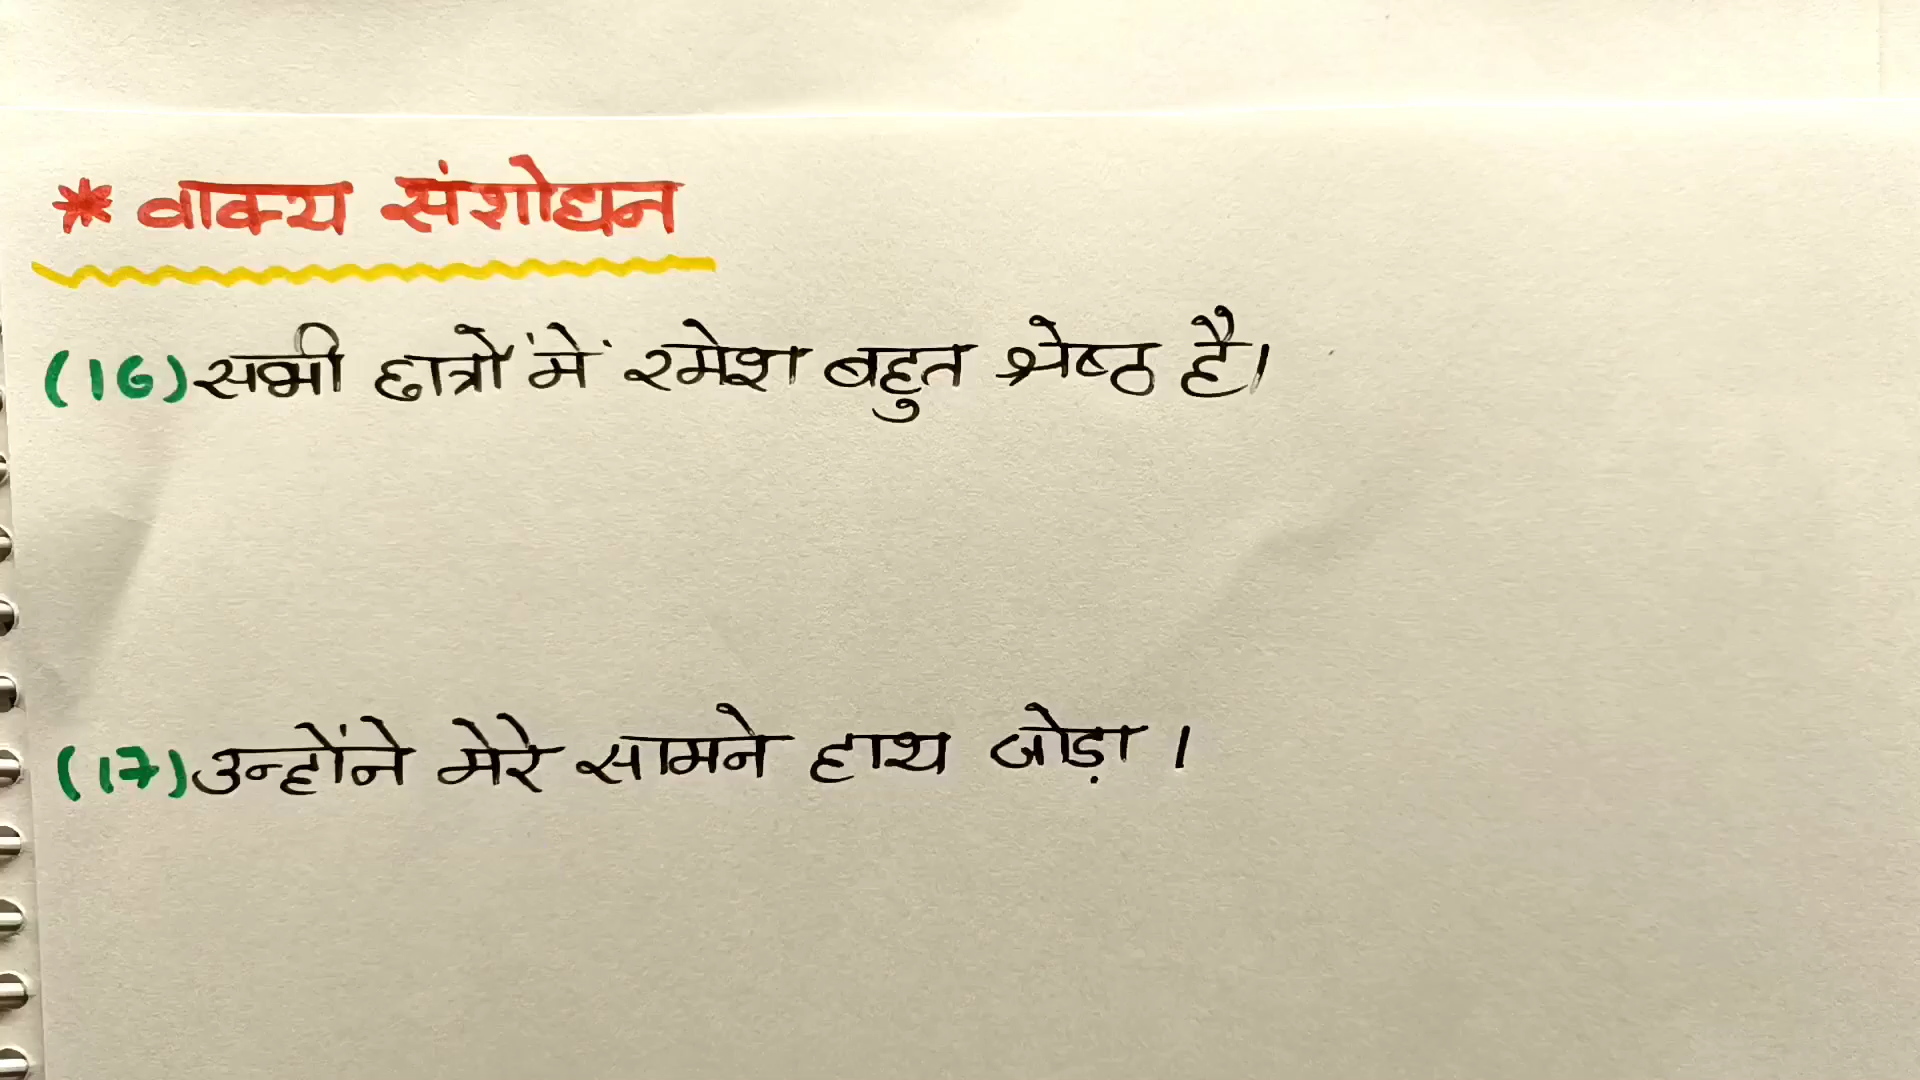 * वाक्य संशोधन
(16) सभी छात्रों में रमेश बहुत श्रेष्ठ है।
(17) उन्होंने मेरे सामने हाथ जोड़ा ।